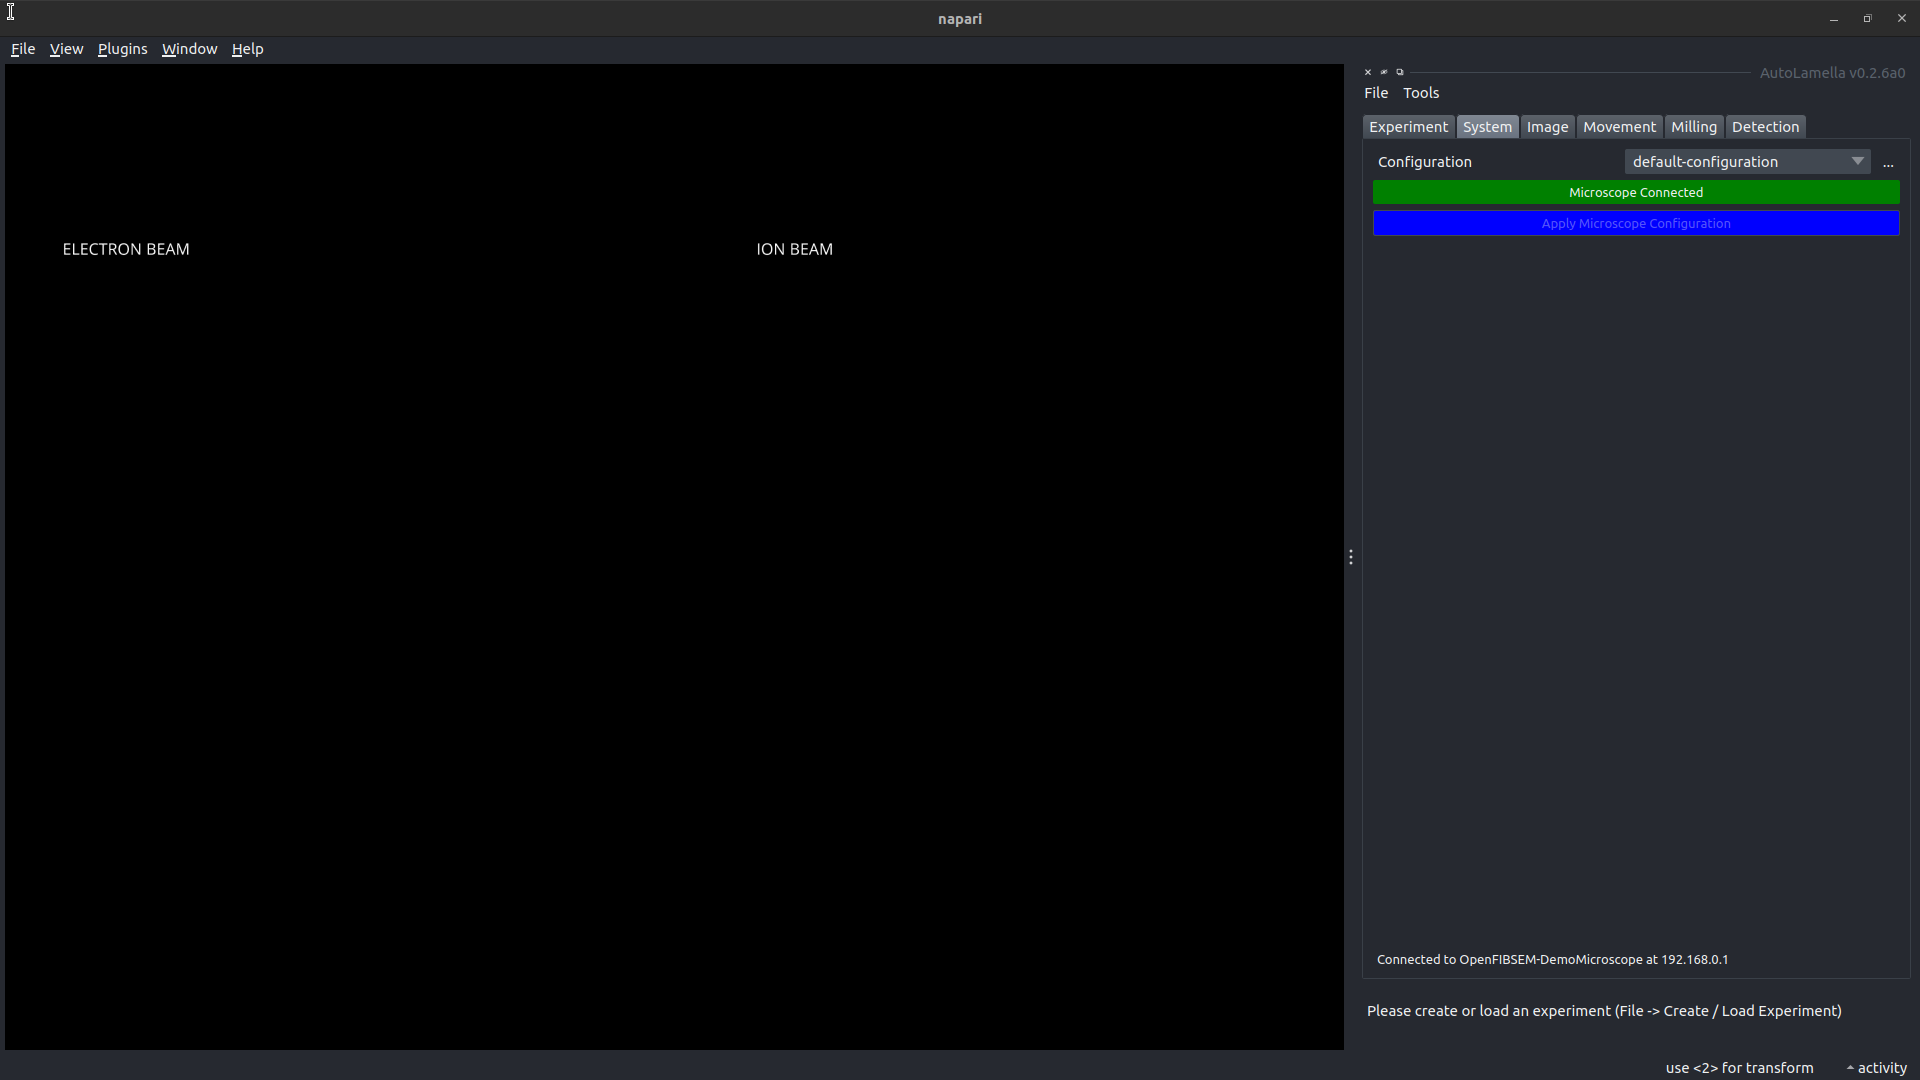 napari
File View Plugins Window Help
AutoLamella v0.2.6a0
File Tools
Experiment System Image Movement Milling Detection
Configuration default-configuration ...
Microscope Connected
Apply Microscope Configuration
ELECTRON BEAM ION BEAM
Connected to OpenFIBSEM-DemoMicroscope at 192.168.0.1
Please create or load an experiment (File -> Create / Load Experiment)
use <2> for transform activity